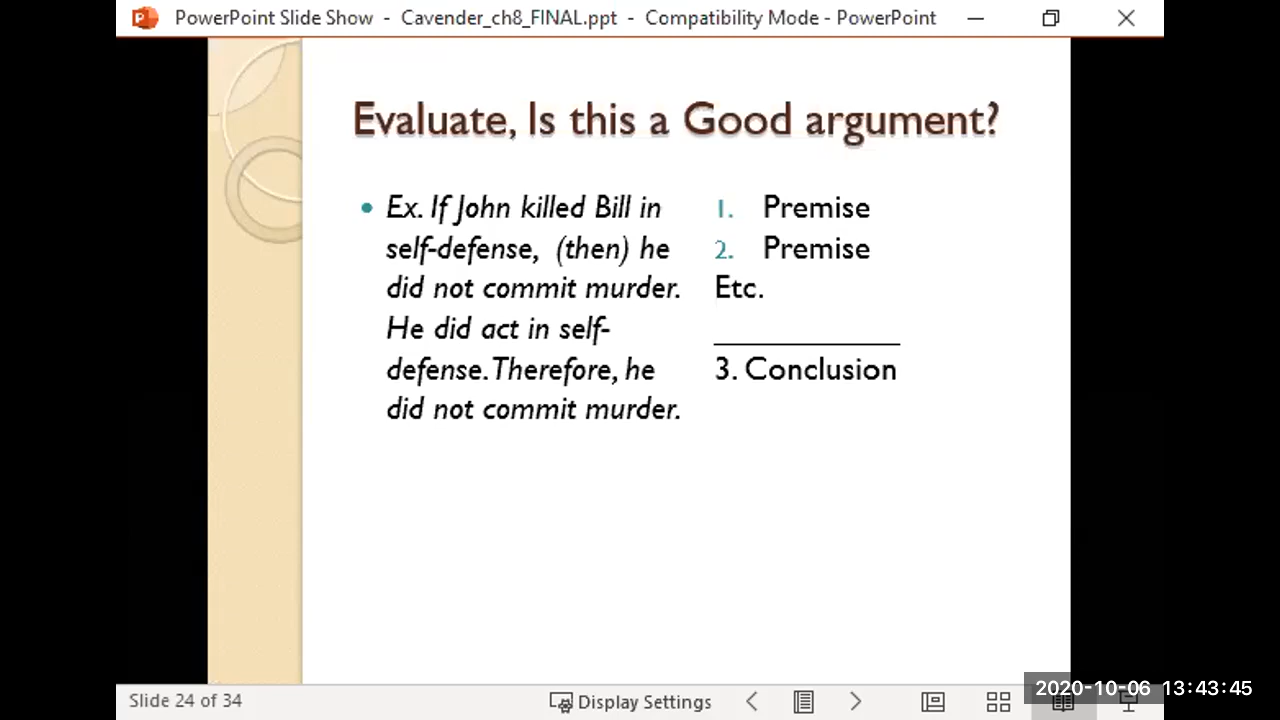 PowerPoint Slide Show - Cavender_ch8_FINAL.ppt - Compatibility Mode - PowerPoint
Evaluate, Is this a Good argument?
• Ex. If John killed Bill in
self-defense, (then) he
did not commit murder.
He did act in self-
defense. Therefore, he
did not commit murder.
1. Premise
2. Premise
Etc.
3. Conclusion
Slide 24 of 34
Display Settings
2020-10-06 13:43:45